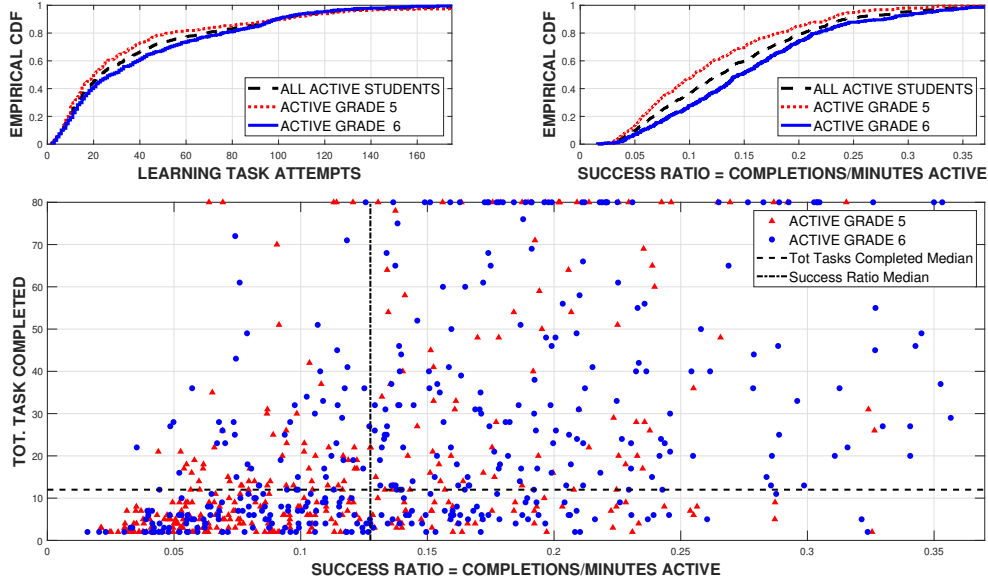 EMPIRICAL CDF
1
0.8
0.6
0.4
0.2
0
0 20 40 60 80 100 120 140 160
LEARNING TASK ATTEMPTS
ALL ACTIVE STUDENTS
ACTIVE GRADE 5
ACTIVE GRADE 6
EMPIRICAL CDF
1
0.8
0.6
0.4
0.2
0
0 0.05 0.1 0.15 0.2 0.25 0.3 0.35
SUCCESS RATIO = COMPLETIONS/MINUTES ACTIVE
ALL ACTIVE STUDENTS
ACTIVE GRADE 5
ACTIVE GRADE 6
TOT. TASK COMPLETED
80
70
60
50
40
30
20
10
0
0 0.05 0.1 0.15 0.2 0.25 0.3 0.35
SUCCESS RATIO = COMPLETIONS/MINUTES ACTIVE
ACTIVE GRADE 5
ACTIVE GRADE 6
Tot Tasks Completed Median
Success Ratio Median